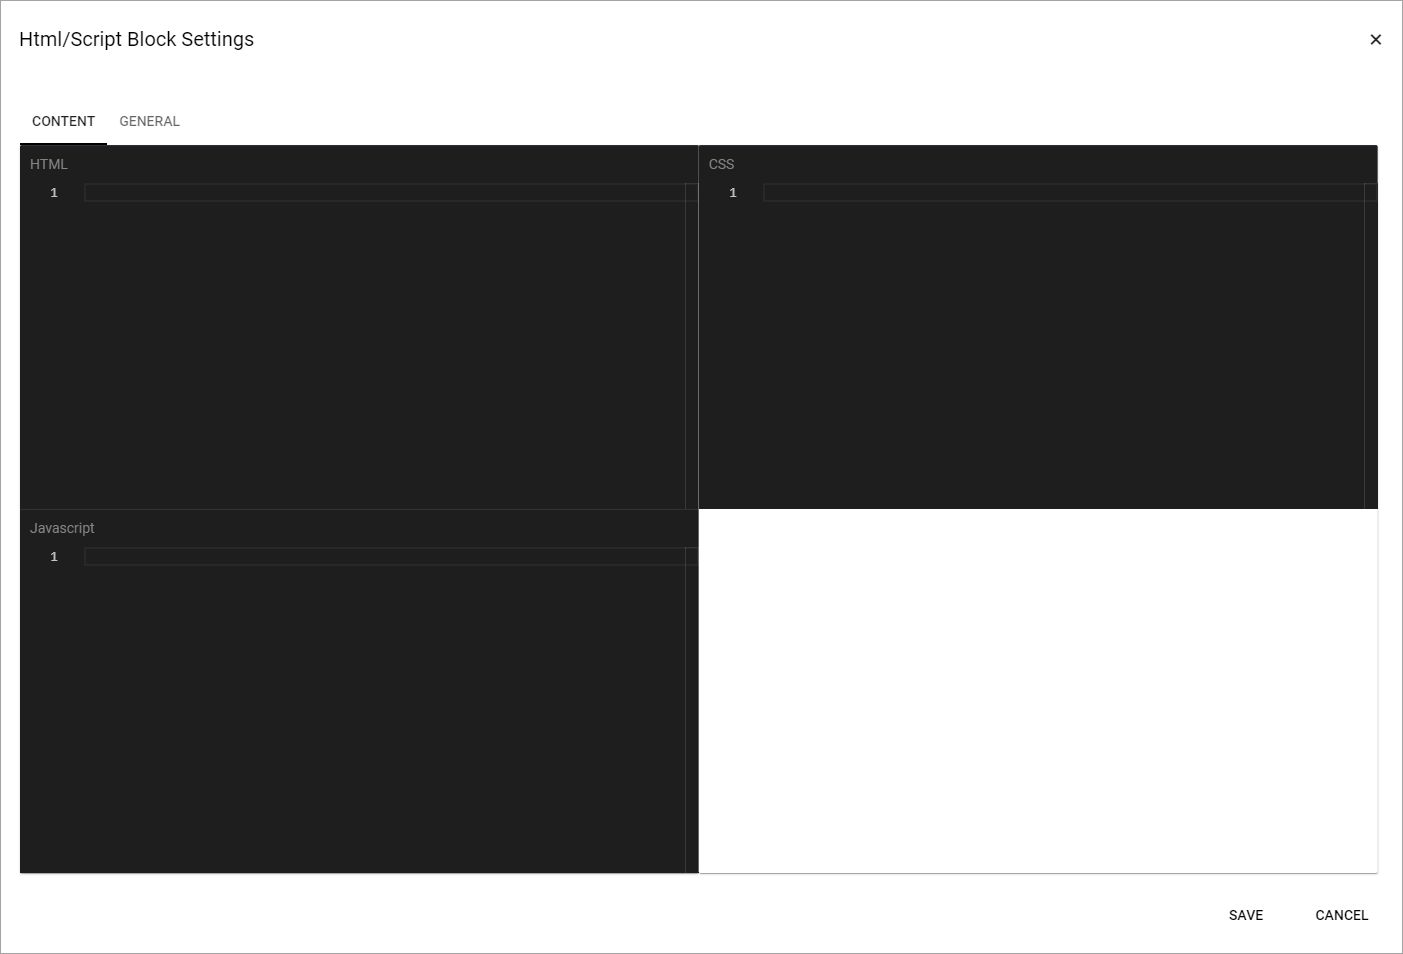 Html/Script Block Settings
×
CONTENT GENERAL
HTML
1
CSS
1
Javascript
1
SAVE CANCEL